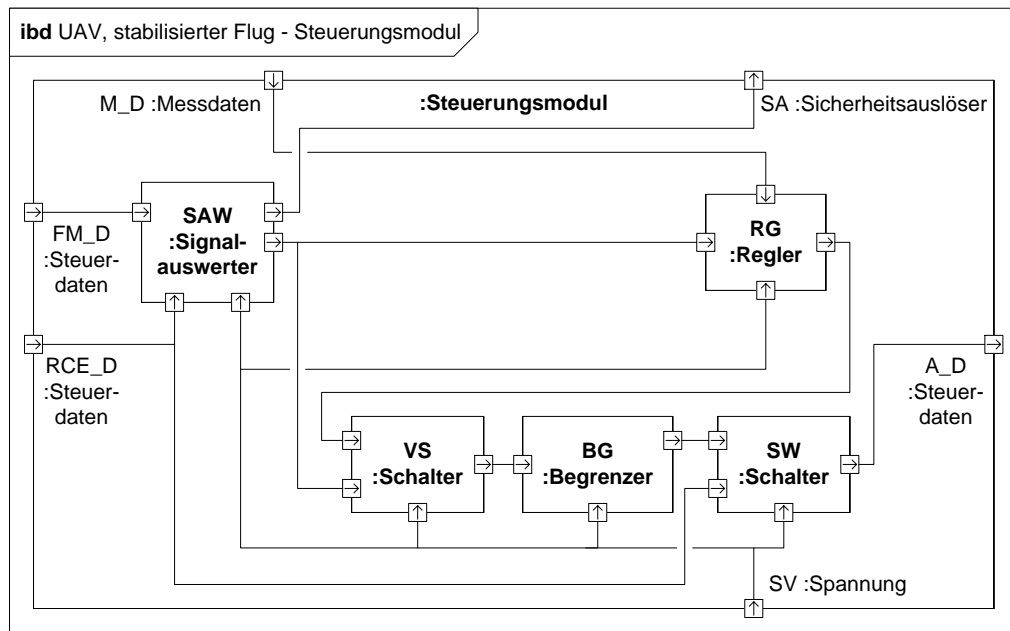 ibd UAV, stabilisierter Flug - Steuerungsmodul
M_D :Messdaten
:Steuerungsmodul
SA :Sicherheitsauslöser
FM_D
:Steuer-
daten
SAW
:Signal-
auswerter
RG
:Regler
RCE_D
:Steuer-
daten
A_D
:Steuer-
daten
VS
:Schalter
BG
:Begrenzer
SW
:Schalter
SV :Spannung